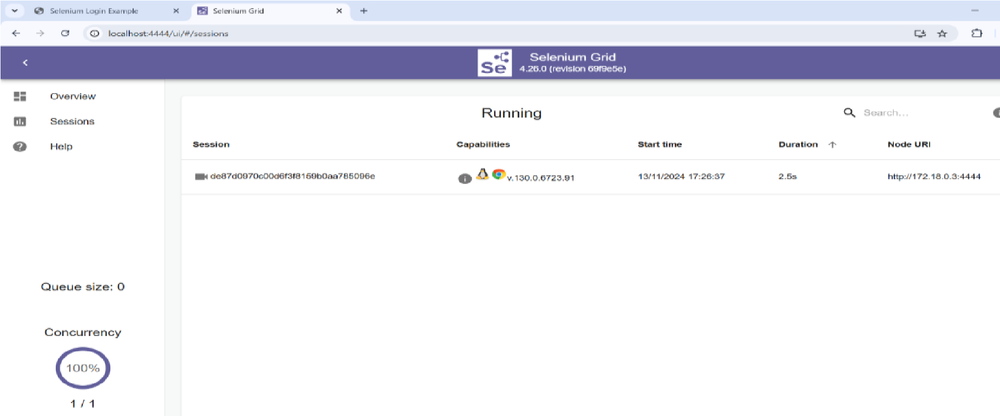 Selenium Login Example
Selenium Grid
localhost:4444/ui/#/sessions
Se
Selenium Grid
4.26.0 (revision 69f9e5e)
Overview
Sessions
Help
Queue size: 0
Concurrency
100%
1 / 1
Running
Search...
Session Capabilities Start time Duration Node URI
de87d0970c00d6f3f8159b0aa785096e v.130.0.6723.91 13/11/2024 17:26:37 2.5s http://172.18.0.3:4444